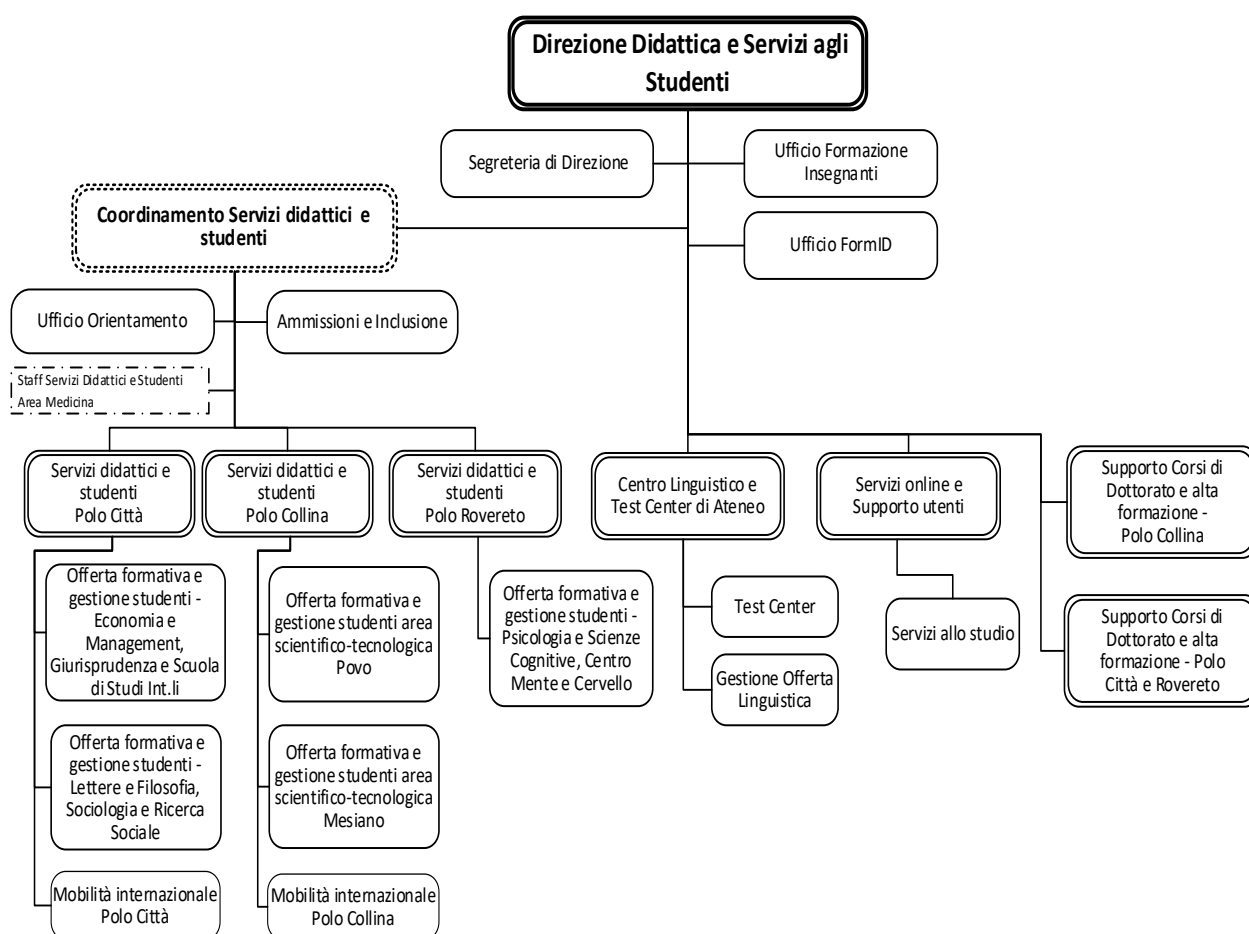 Direzione Didattica e Servizi agli
Studenti
Segreteria di Direzione
Ufficio Formazione
Insegnanti
Coordinamento Servizi didattici e
studenti
Ufficio FormID
Ufficio Orientamento
Ammissioni e Inclusione
Staff Servizi Didattici e Studenti
Area Medicina
Servizi didattici e
studenti
Polo Città
Servizi didattici e
studenti
Polo Collina
Servizi didattici e
studenti
Polo Rovereto
Centro Linguistico e
Test Center di Ateneo
Servizi online e
Supporto utenti
Supporto Corsi di
Dottorato e alta
formazione -
Polo Collina
Offerta formativa e
gestione studenti -
Economia e
Management,
Giurisprudenza e Scuola
di Studi Int.li
Offerta formativa e
gestione studenti area
scientifico-tecnologica
Povo
Offerta formativa e
gestione studenti -
Psicologia e Scienze
Cognitive, Centro
Mente e Cervello
Test Center
Servizi allo studio
Supporto Corsi di
Dottorato e alta
formazione - Polo
Città e Rovereto
Gestione Offerta
Linguistica
Offerta formativa e
gestione studenti -
Lettere e Filosofia,
Sociologia e Ricerca
Sociale
Offerta formativa e
gestione studenti area
scientifico-tecnologica
Mesiano
Mobilità internazionale
Polo Città
Mobilità internazionale
Polo Collina